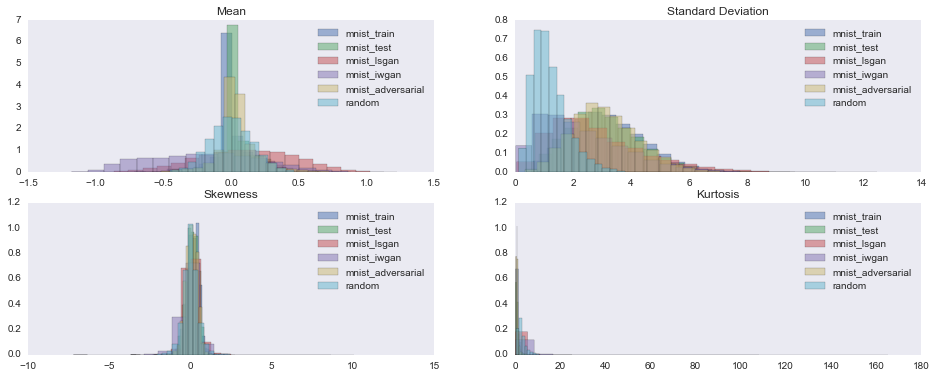 Mean
7
6
5
4
3
2
1
0
−1.5 −1.0 −0.5 0.0 0.5 1.0 1.5
mnist_train
mnist_test
mnist_lsgan
mnist_iwgan
mnist_adversarial
random
Standard Deviation
0.8
0.7
0.6
0.5
0.4
0.3
0.2
0.1
0.0
0 2 4 6 8 10 12 14
mnist_train
mnist_test
mnist_lsgan
mnist_iwgan
mnist_adversarial
random
Skewness
1.2
1.0
0.8
0.6
0.4
0.2
0.0
−10 −5 0 5 10 15
mnist_train
mnist_test
mnist_lsgan
mnist_iwgan
mnist_adversarial
random
Kurtosis
1.2
1.0
0.8
0.6
0.4
0.2
0.0
0 20 40 60 80 100 120 140 160 180
mnist_train
mnist_test
mnist_lsgan
mnist_iwgan
mnist_adversarial
random